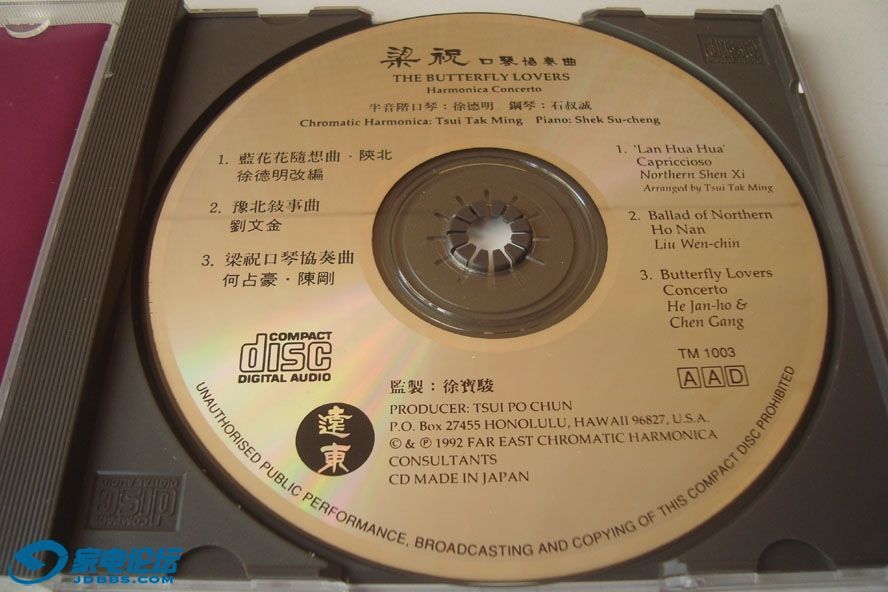 梁祝 口琴協奏曲
THE BUTTERFLY LOVERS
Harmonica Concerto
半音階口琴：徐德明 鋼琴：石叔誠
Chromatic Harmonica: Tsui Tak Ming Piano: Shek Su-cheng
1. 藍花花隨想曲·陝北
徐德明改編
2. 豫北敍事曲
劉文金
3. 梁祝口琴協奏曲
何占豪·陳剛
1. 'Lan Hua Hua'
Capriccioso
Northern Shen Xi
Arranged by Tsui Tak Ming
2. Ballad of Northern
Ho Nan
Liu Wen-chin
3. Butterfly Lovers
Concerto
He Jan-ho &
Chen Gang
TM 1003
AAD
COMPACT
disc
DIGITAL AUDIO
遠東
監製：徐寶駿
PRODUCER: TSUI PO CHUN
P.O. Box 27455 HONOLULU, HAWAII 96827, U.S.A.
© & ℗ 1992 FAR EAST CHROMATIC HARMONICA
CONSULTANTS
CD MADE IN JAPAN
UNAUTHORISED PUBLIC PERFORMANCE, BROADCASTING AND COPYING OF THIS COMPACT DISC PROHIBITED
COMPACT
disc
DIGITAL AUDIO
家电论坛
JDBBS.COM